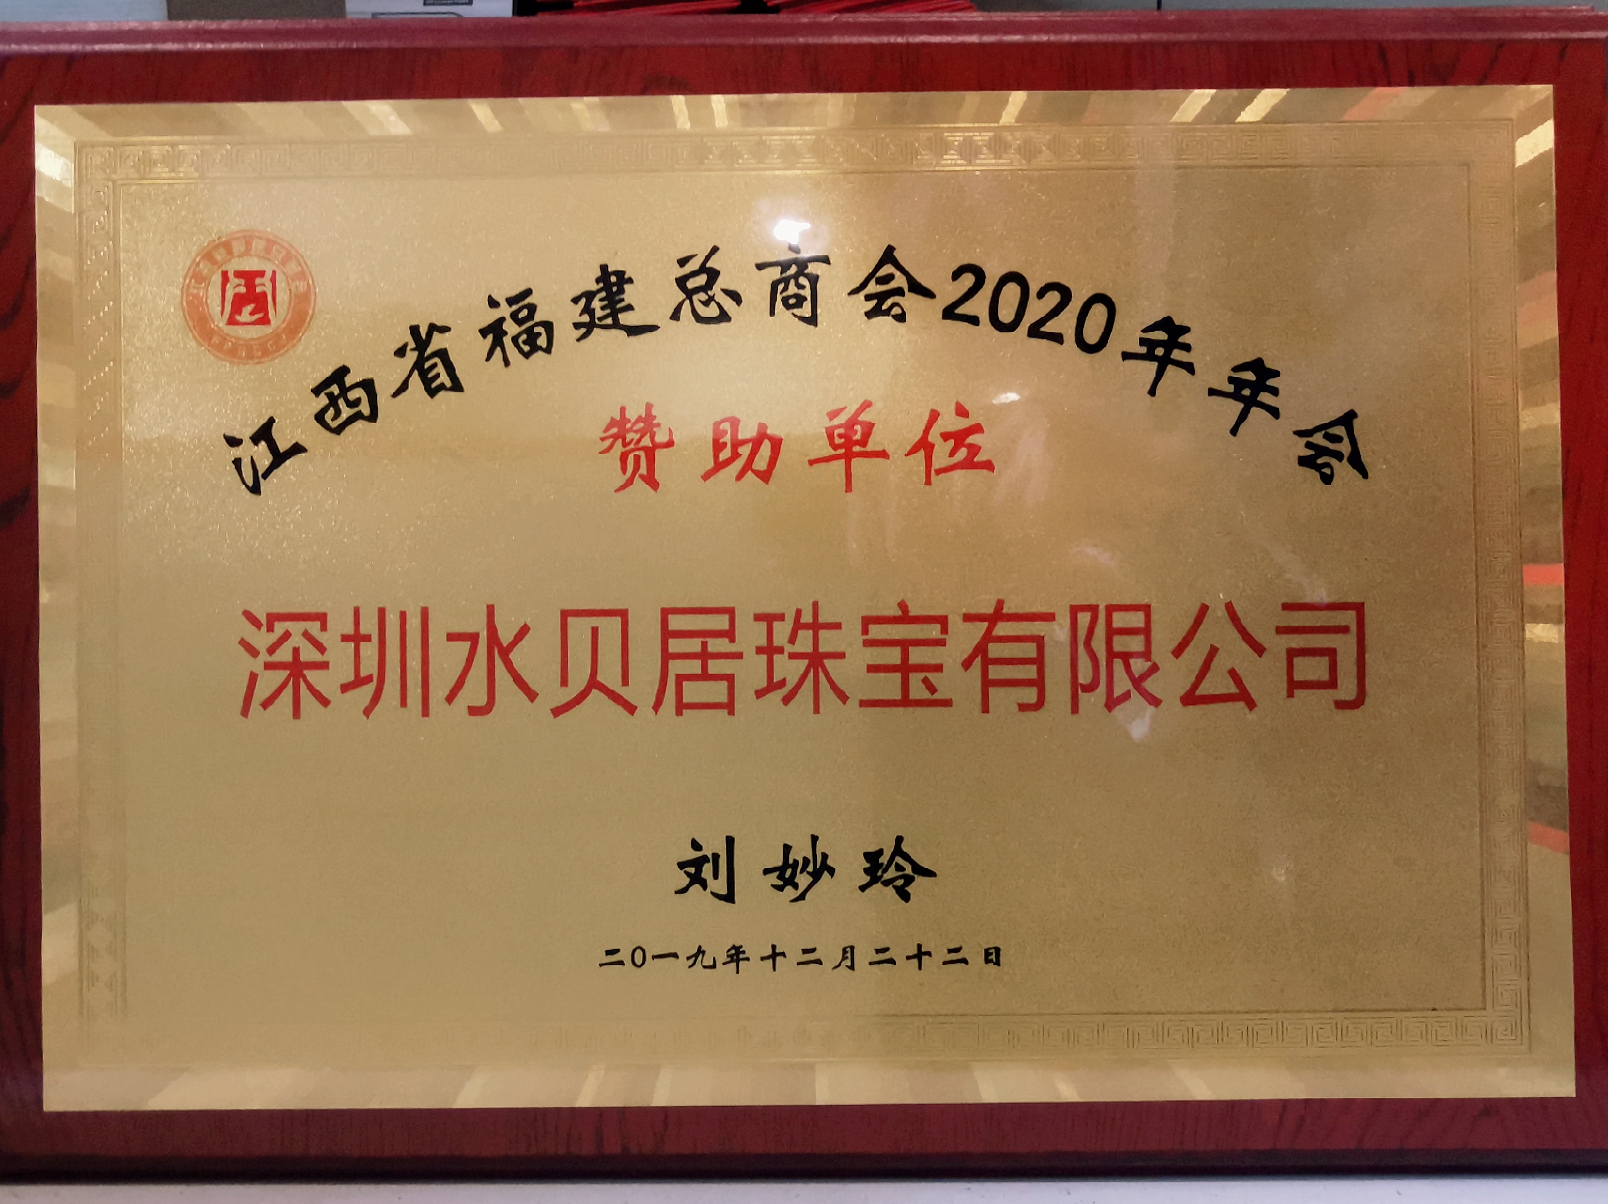 江西省福建总商会2020年年会
赞助单位
深圳水贝居珠宝有限公司
刘妙玲
二〇一九年十二月二十二日